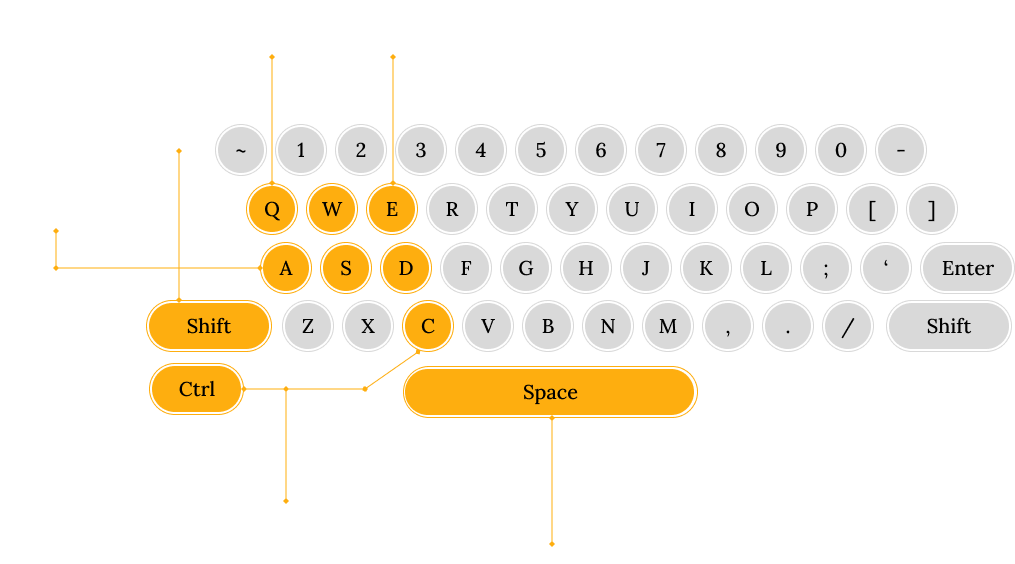 ~ 1 2 3 4 5 6 7 8 9 0 -
Q W E R T Y U I O P [ ]
A S D F G H J K L ; ‘ Enter
Shift Z X C V B N M , . / Shift
Ctrl Space